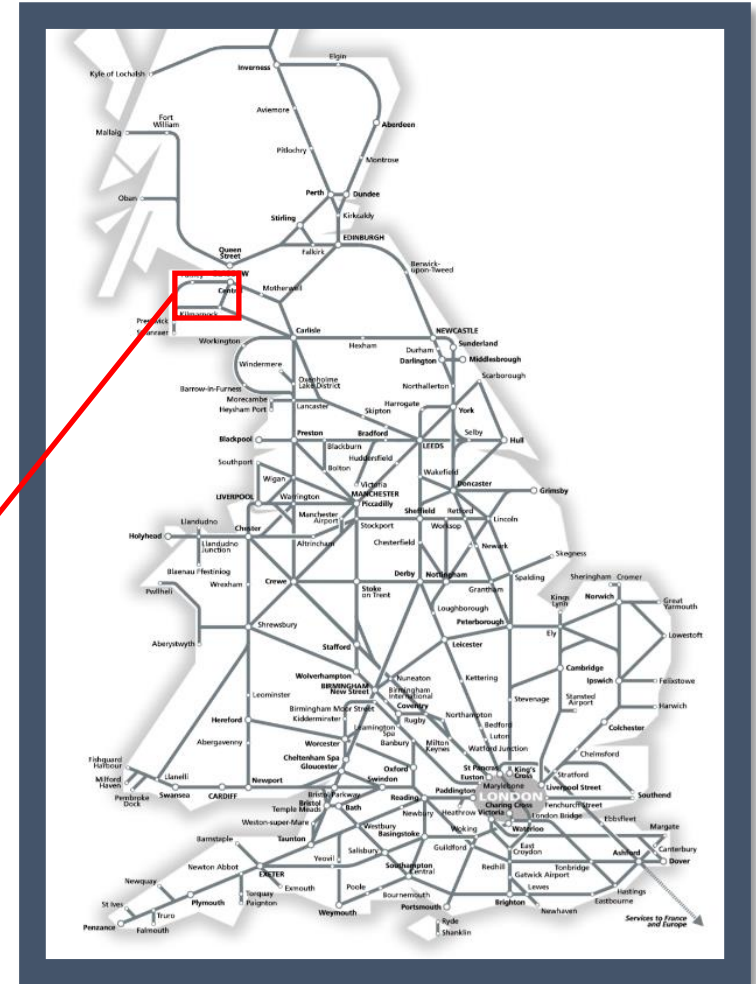 Elgin
Inverness
Kyle of Lochalsh
Aviemore
Fort
William
Aberdeen
Mallaig
Pitlochry
Montrose
Perth
Dundee
Oban
Stirling
Kirkcaldy
EDINBURGH
Queen
Street
Falkirk
Berwick-
upon-Tweed
Motherwell
Kilmarnock
Carlisle
NEWCASTLE
Workington
Hexham
Sunderland
Durham
Darlington
Middlesbrough
Windermere
Scarborough
Oxenholme
Lake District
Barrow-in-Furness
Northallerton
Morecambe
Heysham Port
Lancaster
Harrogate
York
Skipton
Blackpool
Preston
Bradford
Selby
Hull
Blackburn
LEEDS
Huddersfield
Southport
Bolton
Wakefield
Wigan
Victoria
MANCHESTER
Piccadilly
Doncaster
Grimsby
LIVERPOOL
Warrington
Sheffield
Retford
Manchester
Airport
Lincoln
Llandudno
Stockport
Worksop
Holyhead
Chester
Llandudno
Junction
Altrincham
Chesterfield
Newark
Skegness
Blaenau Ffestiniog
Pwllheli
Wrexham
Crewe
Stoke
on Trent
Derby
Nottingham
Grantham
Spalding
Sheringham
Cromer
Kings
Lynn
Norwich
Great
Yarmouth
Loughborough
Peterborough
Aberystwyth
Shrewsbury
Stafford
Leicester
Ely
Lowestoft
Wolverhampton
Nuneaton
Kettering
Cambridge
BIRMINGHAM
New Street
Birmingham
International
Ipswich
Felixstowe
Leominster
Birmingham Moor Street
Coventry
Stevenage
Stansted
Airport
Harwich
Hereford
Kidderminster
Leamington
Spa
Rugby
Northampton
Bedford
Colchester
Abergavenny
Worcester
Banbury
Milton
Keynes
Luton
Watford Junction
Chelmsford
Fishguard
Harbour
Cheltenham Spa
Gloucester
Oxford
St Pancras
Euston
King's
Cross
Stratford
Milford
Haven
Llanelli
Newport
Swindon
Marylebone
Liverpool Street
Pembroke
Dock
Swansea
CARDIFF
Bristol Parkway
Reading
Paddington
LONDON
Southend
Bristol
Temple Meads
Bath
Newbury
Heathrow
Victoria
Charing Cross
Fenchurch Street
London Bridge
Ebbsfleet
Weston-super-Mare
Westbury
Basingstoke
Woking
Waterloo
Margate
Barnstaple
Taunton
Salisbury
Guildford
East
Croydon
Canterbury
Newton Abbot
Yeovil
Southampton
Central
Redhill
Tonbridge
Ashford
Dover
Gatwick Airport
EXETER
Newquay
Exmouth
Poole
Bournemouth
Lewes
Hastings
Torquay
Paignton
Eastbourne
St Ives
Plymouth
Weymouth
Portsmouth
Brighton
Newhaven
Truro
Penzance
Falmouth
Ryde
Shanklin
Services to France
and Europe